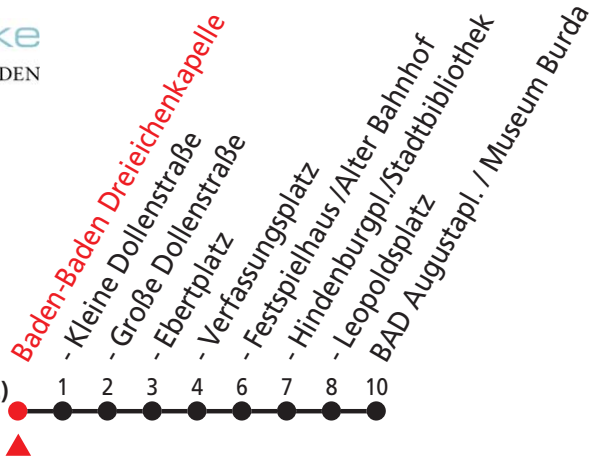 ke
DEN
Baden-Baden Dreieichenkapelle
- Kleine Dollenstraße
- Große Dollenstraße
- Ebertplatz
- Verfassungsplatz
- Festspielhaus /Alter Bahnhof
- Hindenburgpl./Stadtbibliothek
- Leopoldsplatz
BAD Augustapl. / Museum Burda
) 1 2 3 4 6 7 8 10